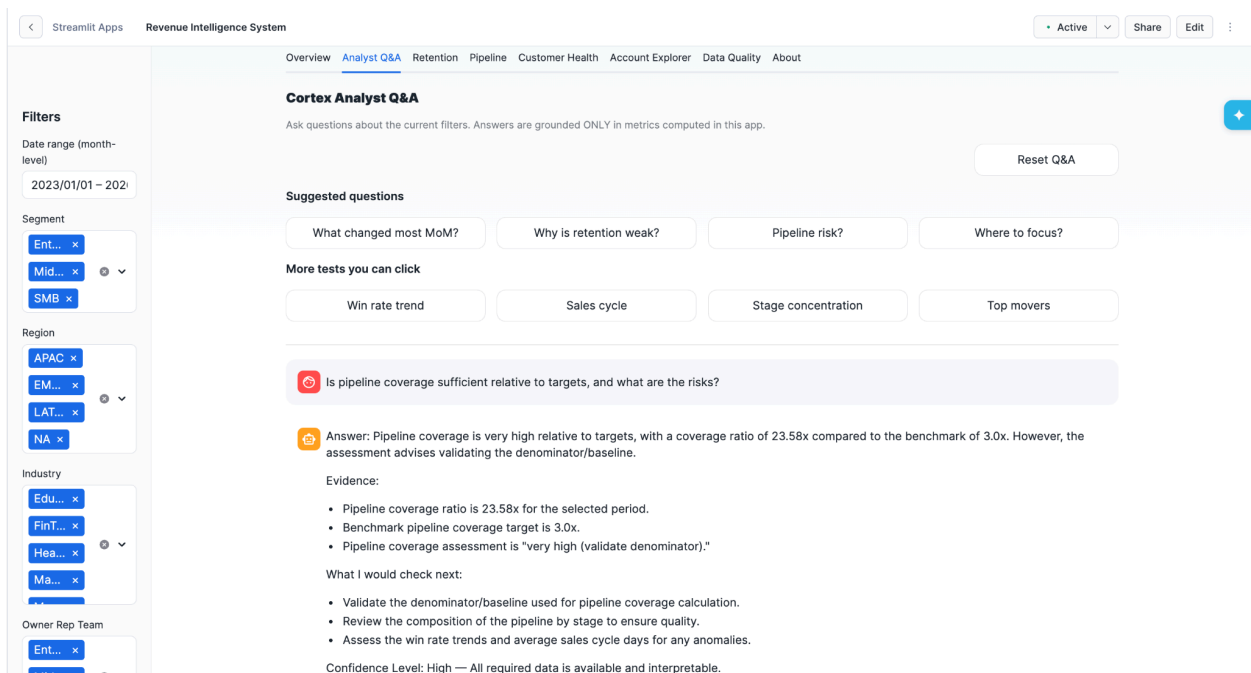 Streamlit Apps Revenue Intelligence System Active Share Edit
Overview Analyst Q&A Retention Pipeline Customer Health Account Explorer Data Quality About
Filters
Date range (month-
level)
2023/01/01 – 202
Segment
Ent...
Mid...
SMB
Region
APAC
EM...
LAT...
NA
Industry
Edu...
FinT...
Hea...
Ma...
Owner Rep Team
Ent...
Cortex Analyst Q&A
Ask questions about the current filters. Answers are grounded ONLY in metrics computed in this app.
Reset Q&A
Suggested questions
What changed most MoM? Why is retention weak? Pipeline risk? Where to focus?
More tests you can click
Win rate trend Sales cycle Stage concentration Top movers
Is pipeline coverage sufficient relative to targets, and what are the risks?
Answer: Pipeline coverage is very high relative to targets, with a coverage ratio of 23.58x compared to the benchmark of 3.0x. However, the
assessment advises validating the denominator/baseline.
Evidence:
• Pipeline coverage ratio is 23.58x for the selected period.
• Benchmark pipeline coverage target is 3.0x.
• Pipeline coverage assessment is "very high (validate denominator)."
What I would check next:
• Validate the denominator/baseline used for pipeline coverage calculation.
• Review the composition of the pipeline by stage to ensure quality.
• Assess the win rate trends and average sales cycle days for any anomalies.
Confidence Level: High — All required data is available and interpretable.